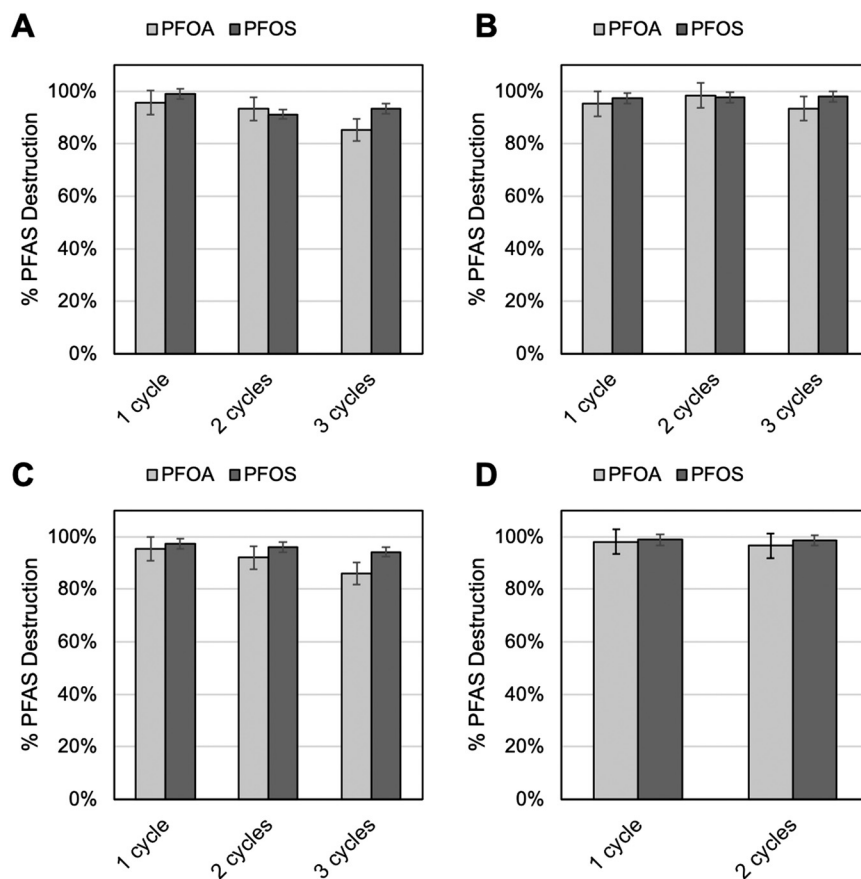 A
PFOA PFOS
% PFAS Destruction
100%
80%
60%
40%
20%
0%
1 cycle
2 cycles
3 cycles
B
PFOA PFOS
% PFAS Destruction
100%
80%
60%
40%
20%
0%
1 cycle
2 cycles
3 cycles
C
PFOA PFOS
% PFAS Destruction
100%
80%
60%
40%
20%
0%
1 cycle
2 cycles
3 cycles
D
PFOA PFOS
% PFAS Destruction
100%
80%
60%
40%
20%
0%
1 cycle
2 cycles